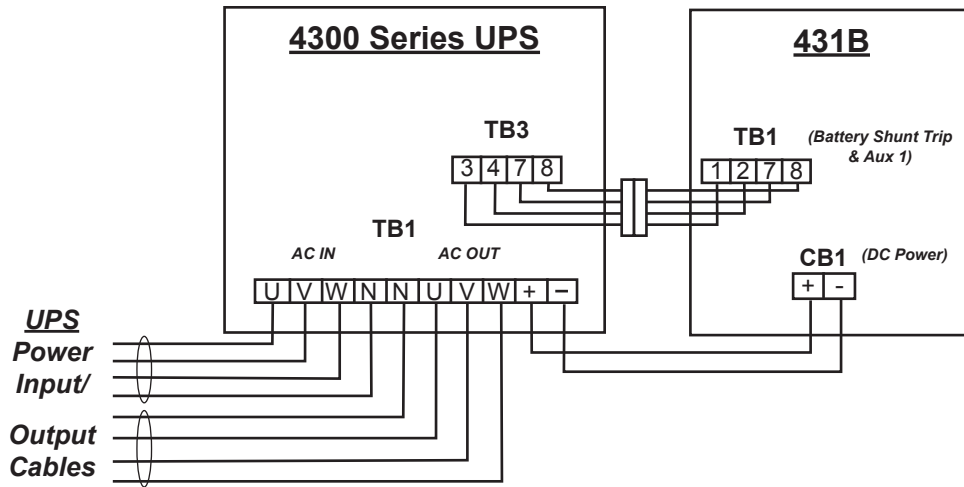 4300 Series UPS
431B
TB3
3 4 7 8
TB1
(Battery Shunt Trip
& Aux 1)
1 2 7 8
TB1
AC IN
AC OUT
U V W N N U V W + −
CB1
(DC Power)
+ -
UPS
Power
Input/
Output
Cables